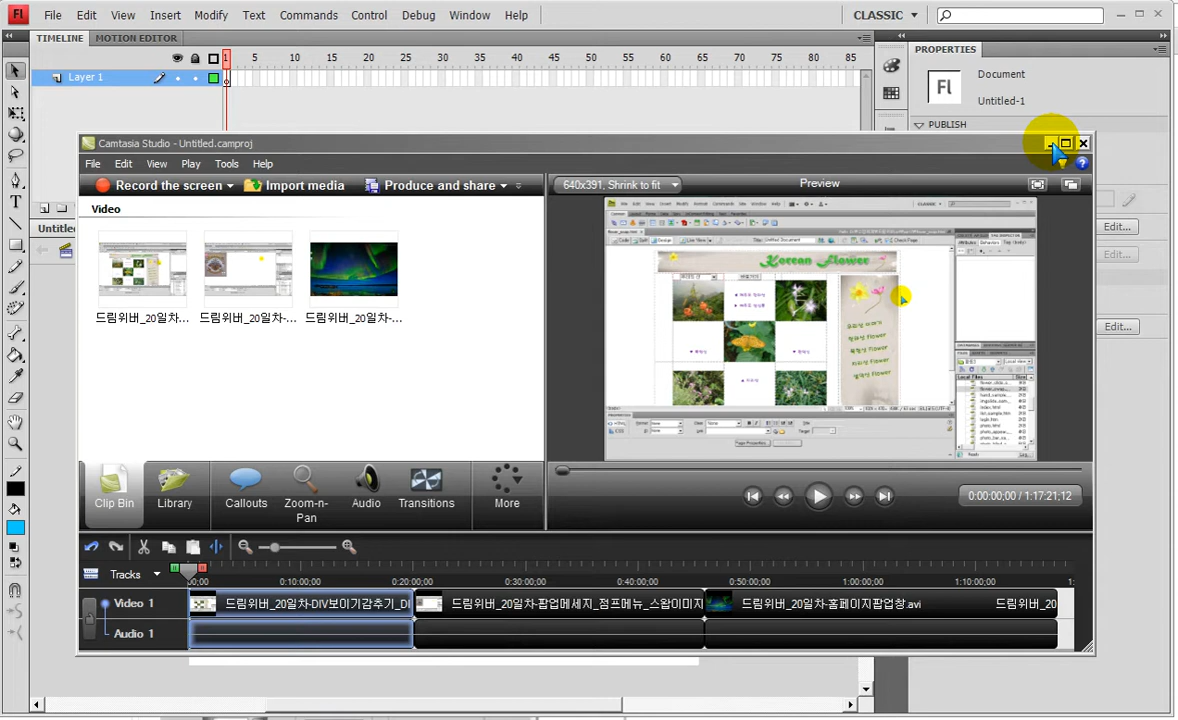 Fl File Edit View Insert Modify Text Commands Control Debug Window Help CLASSIC
TIMELINE MOTION EDITOR
1 5 10 15 20 25 30 35 40 45 50 55 60 65 70 75 80 85
Layer 1
PROPERTIES
Fl Document
Untitled-1
PUBLISH
Edit...
Edit...
Edit...
Untitle
Camtasia Studio - Untitled.camproj
File Edit View Play Tools Help
Record the screen Import media Produce and share
640x391, Shrink to fit Preview
Video
드림위버_20일차... 드림위버_20일차-... 드림위버_20일차-...
Korean Flower
Clip Bin Library Callouts Zoom-n-Pan Audio Transitions More
0:00:00;00 / 1:17:21;12
Tracks
00;00 0:10:00;00 0:20:00;00 0:30:00;00 0:40:00;00 0:50:00;00 1:00:00;00 1:10:00;00 1:
Video 1 드림위버_20일차-DIV보이기감추기_DI 드림위버_20일차-팝업메세지_점프메뉴_스왑이미지 드림위버_20일차-홈페이지팝업창.avi 드림위버_20
Audio 1